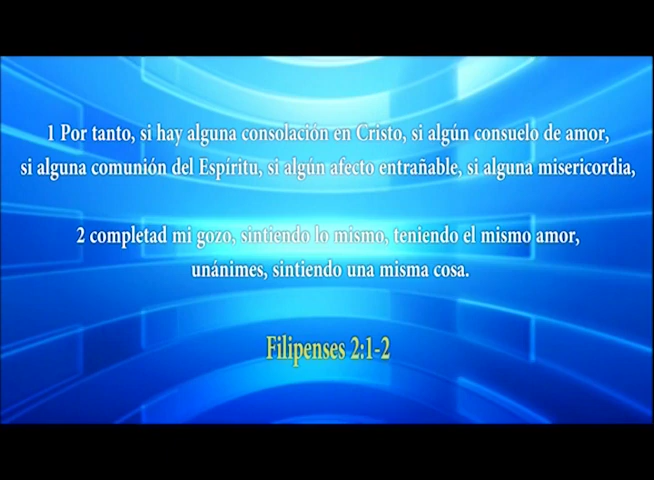 1 Por tanto, si hay alguna consolación en Cristo, si algún consuelo de amor,
si alguna comunión del Espíritu, si algún afecto entrañable, si alguna misericordia,
2 completad mi gozo, sintiendo lo mismo, teniendo el mismo amor,
unánimes, sintiendo una misma cosa.
Filipenses 2:1-2